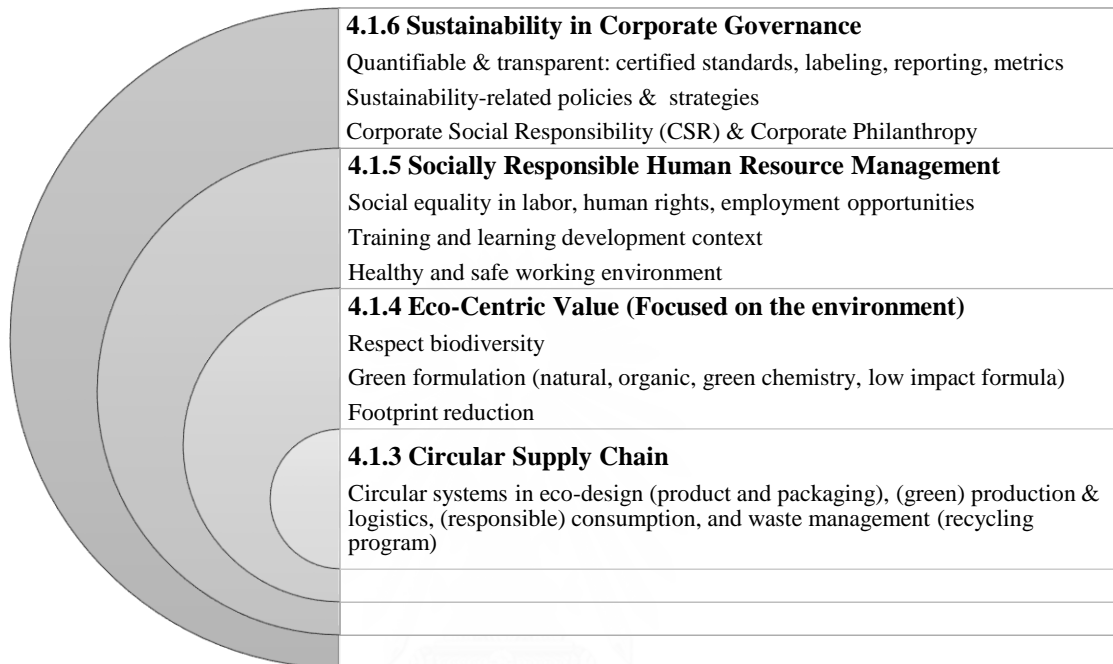 4.1.6 Sustainability in Corporate Governance
Quantifiable & transparent: certified standards, labeling, reporting, metrics
Sustainability-related policies & strategies
Corporate Social Responsibility (CSR) & Corporate Philanthropy
4.1.5 Socially Responsible Human Resource Management
Social equality in labor, human rights, employment opportunities
Training and learning development context
Healthy and safe working environment
4.1.4 Eco-Centric Value (Focused on the environment)
Respect biodiversity
Green formulation (natural, organic, green chemistry, low impact formula)
Footprint reduction
4.1.3 Circular Supply Chain
Circular systems in eco-design (product and packaging), (green) production &
logistics, (responsible) consumption, and waste management (recycling
program)